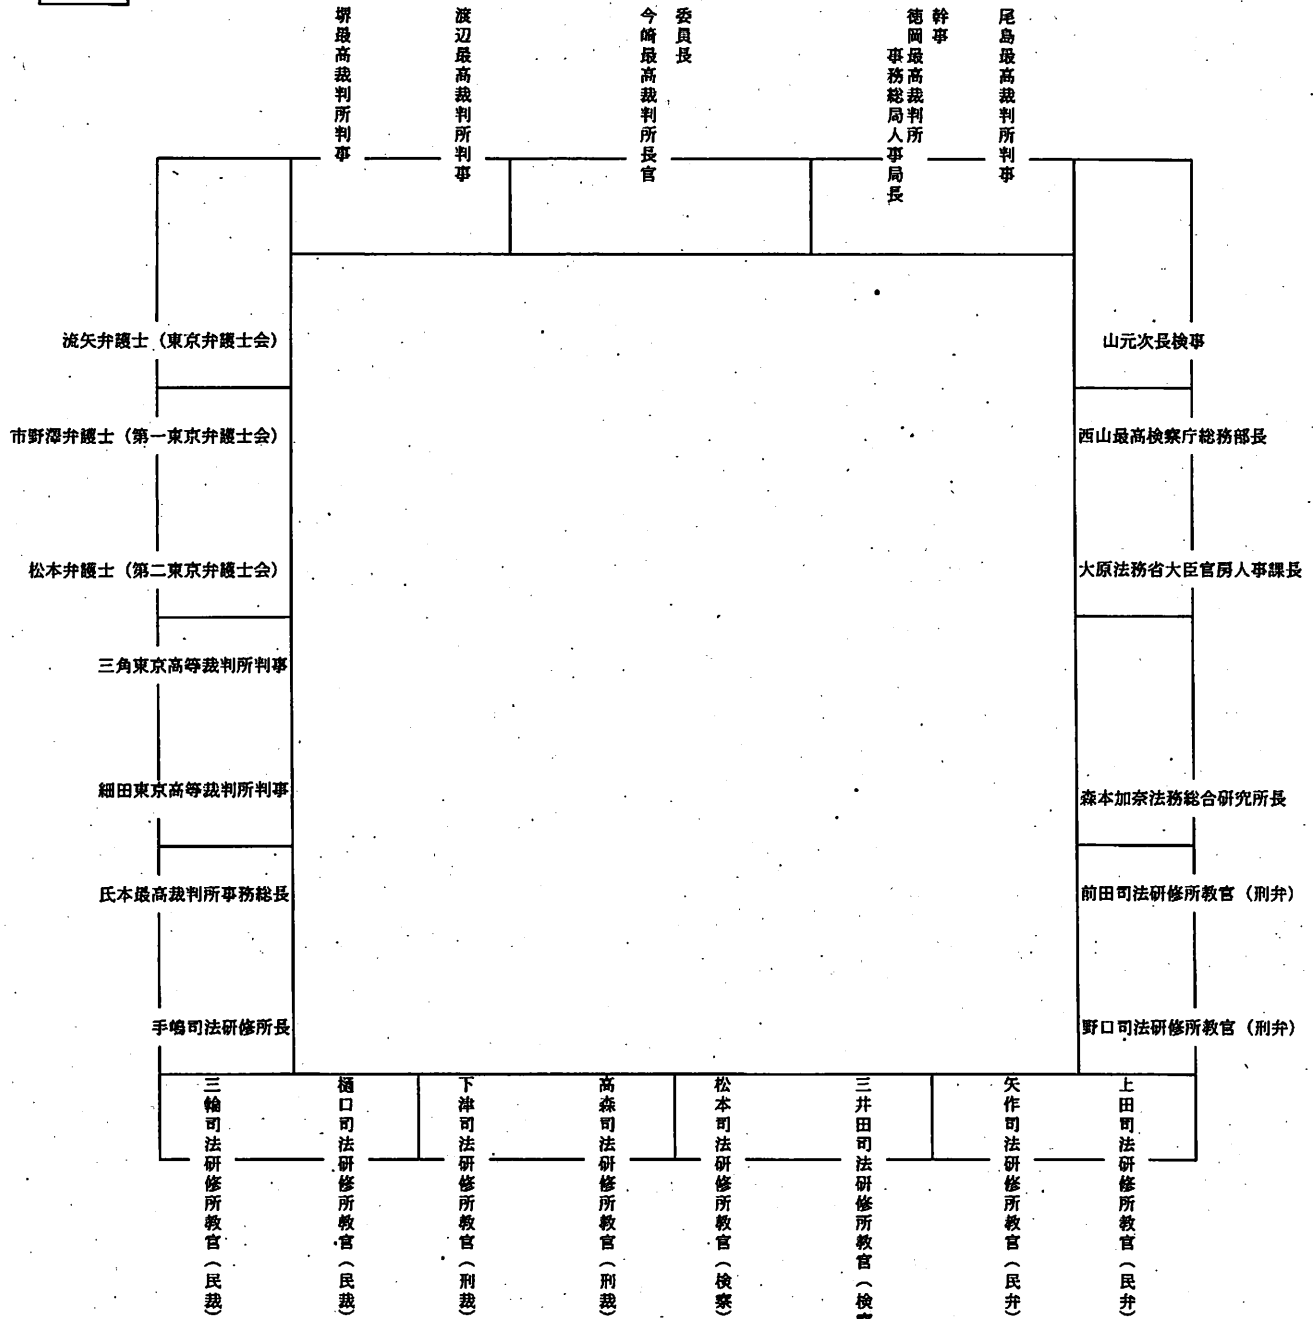 尾島最高裁判所判事
幹事
徳岡最高裁判所
事務総局人事局長
委員長
今崎最高裁判所長官
渡辺最高裁判所判事
堺最高裁判所判事
流矢弁護士（東京弁護士会）
市野澤弁護士（第一東京弁護士会）
松本弁護士（第二東京弁護士会）
三角東京高等裁判所判事
細田東京高等裁判所判事
氏本最高裁判所事務総長
手嶋司法研修所長
山元次長検事
西山最高検察庁総務部長
大原法務省大臣官房人事課長
森本加奈法務総合研究所長
前田司法研修所教官（刑弁）
野口司法研修所教官（刑弁）
上田司法研修所教官（民弁）
矢作司法研修所教官（民弁）
三井田司法研修所教官（検察
松本司法研修所教官（検察）
高森司法研修所教官（刑裁）
下津司法研修所教官（刑裁）
樋口司法研修所教官（民裁）
三輪司法研修所教官（民裁）